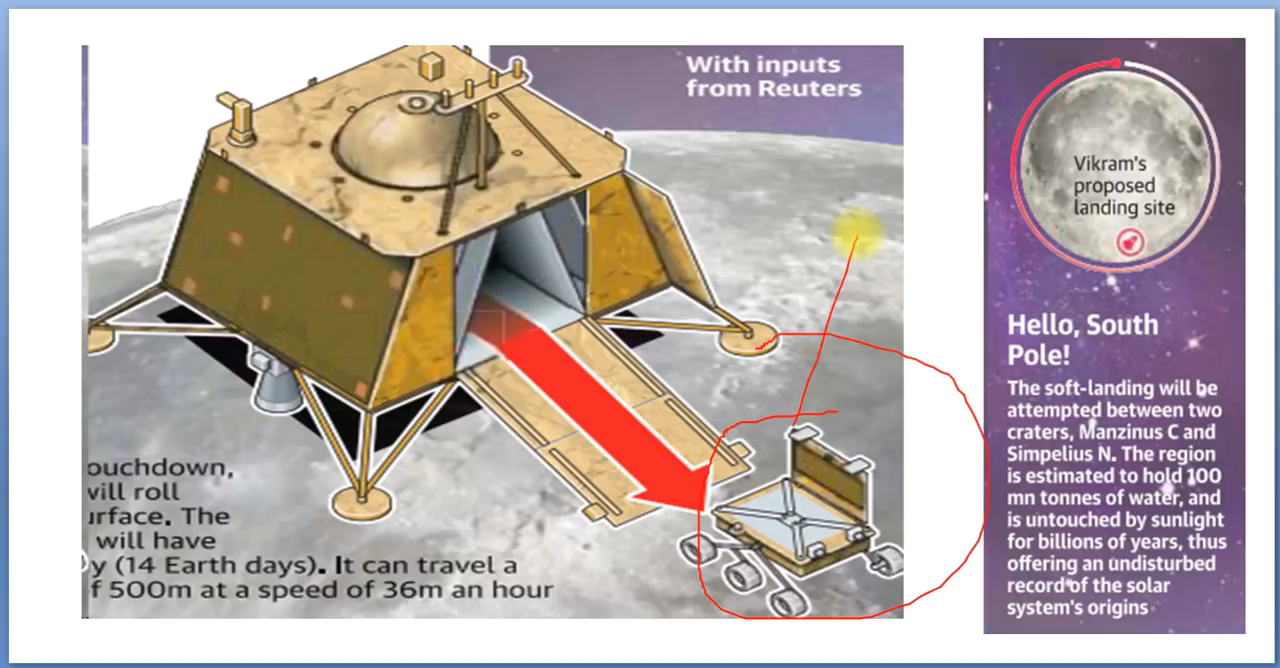 With inputs
from Reuters
ouchdown,
will roll
urface. The
will have
y (14 Earth days). It can travel a
f 500m at a speed of 36m an hour
Vikram's
proposed
landing site
Hello, South
Pole!
The soft-landing will be
attempted between two
craters, Manzinus C and
Simpelius N. The region
is estimated to hold 100
mn tonnes of water, and
is untouched by sunlight
for billions of years, thus
offering an undisturbed
record of the solar
system's origins